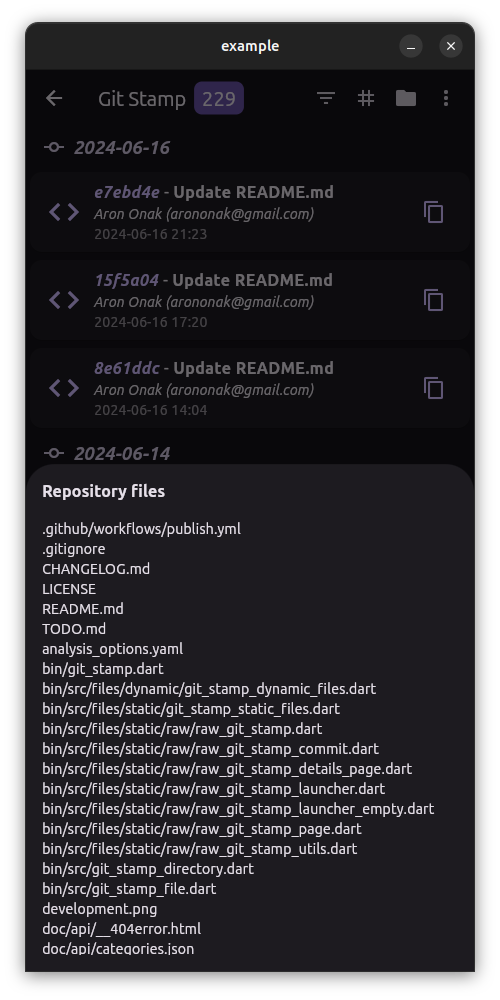 example
Git Stamp 229
2024-06-16
e7ebd4e - Update README.md
Aron Onak (arononak@gmail.com)
2024-06-16 21:23
15f5a04 - Update README.md
Aron Onak (arononak@gmail.com)
2024-06-16 17:20
8e61ddc - Update README.md
Aron Onak (arononak@gmail.com)
2024-06-16 14:04
2024-06-14
Repository files
.github/workflows/publish.yml
.gitignore
CHANGELOG.md
LICENSE
README.md
TODO.md
analysis_options.yaml
bin/git_stamp.dart
bin/src/files/dynamic/git_stamp_dynamic_files.dart
bin/src/files/static/git_stamp_static_files.dart
bin/src/files/static/raw/raw_git_stamp.dart
bin/src/files/static/raw/raw_git_stamp_commit.dart
bin/src/files/static/raw/raw_git_stamp_details_page.dart
bin/src/files/static/raw/raw_git_stamp_launcher.dart
bin/src/files/static/raw/raw_git_stamp_launcher_empty.dart
bin/src/files/static/raw/raw_git_stamp_page.dart
bin/src/files/static/raw/raw_git_stamp_utils.dart
bin/src/git_stamp_directory.dart
bin/src/git_stamp_file.dart
development.png
doc/api/__404error.html
doc/api/categories.json